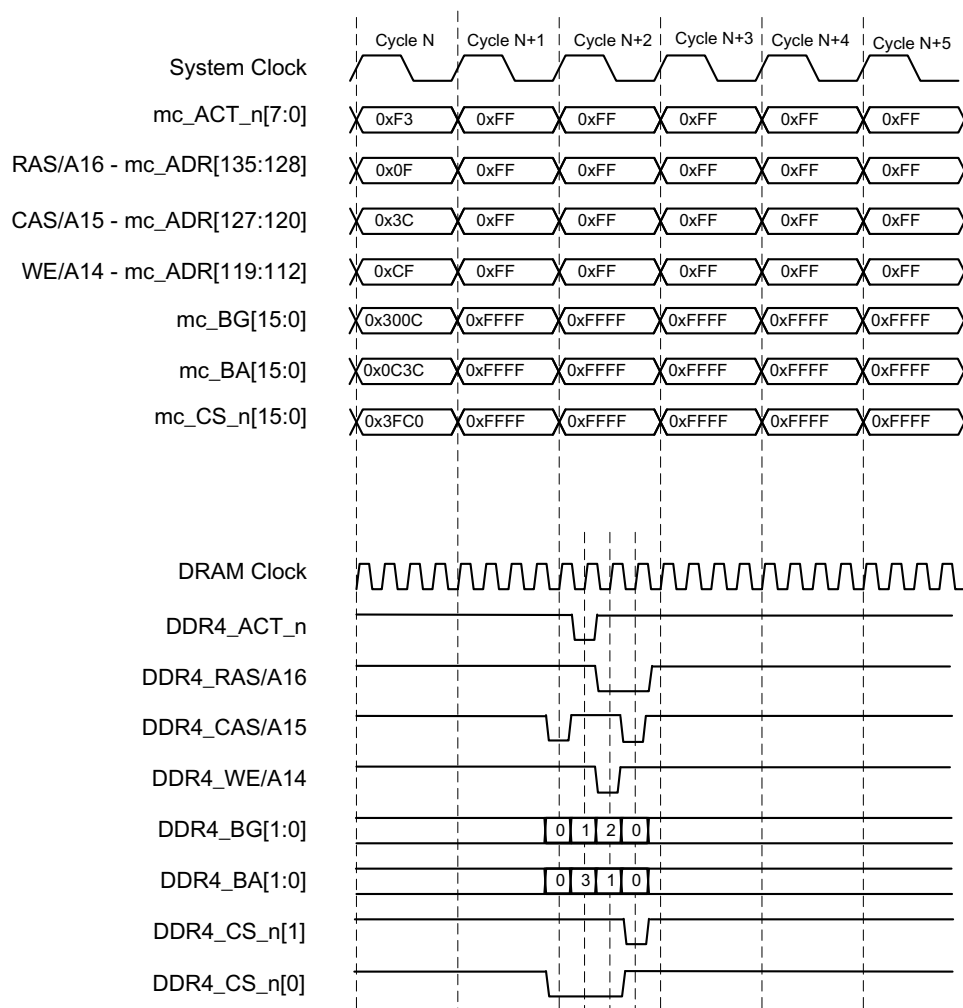 Cycle N Cycle N+1 Cycle N+2 Cycle N+3 Cycle N+4 Cycle N+5
System Clock
mc_ACT_n[7:0] 0xF3 0xFF 0xFF 0xFF 0xFF 0xFF
RAS/A16 - mc_ADR[135:128] 0x0F 0xFF 0xFF 0xFF 0xFF 0xFF
CAS/A15 - mc_ADR[127:120] 0x3C 0xFF 0xFF 0xFF 0xFF 0xFF
WE/A14 - mc_ADR[119:112] 0xCF 0xFF 0xFF 0xFF 0xFF 0xFF
mc_BG[15:0] 0x300C 0xFFFF 0xFFFF 0xFFFF 0xFFFF 0xFFFF
mc_BA[15:0] 0x0C3C 0xFFFF 0xFFFF 0xFFFF 0xFFFF 0xFFFF
mc_CS_n[15:0] 0x3FC0 0xFFFF 0xFFFF 0xFFFF 0xFFFF 0xFFFF
DRAM Clock
DDR4_ACT_n
DDR4_RAS/A16
DDR4_CAS/A15
DDR4_WE/A14
DDR4_BG[1:0] 0 1 2 0
DDR4_BA[1:0] 0 3 1 0
DDR4_CS_n[1]
DDR4_CS_n[0]